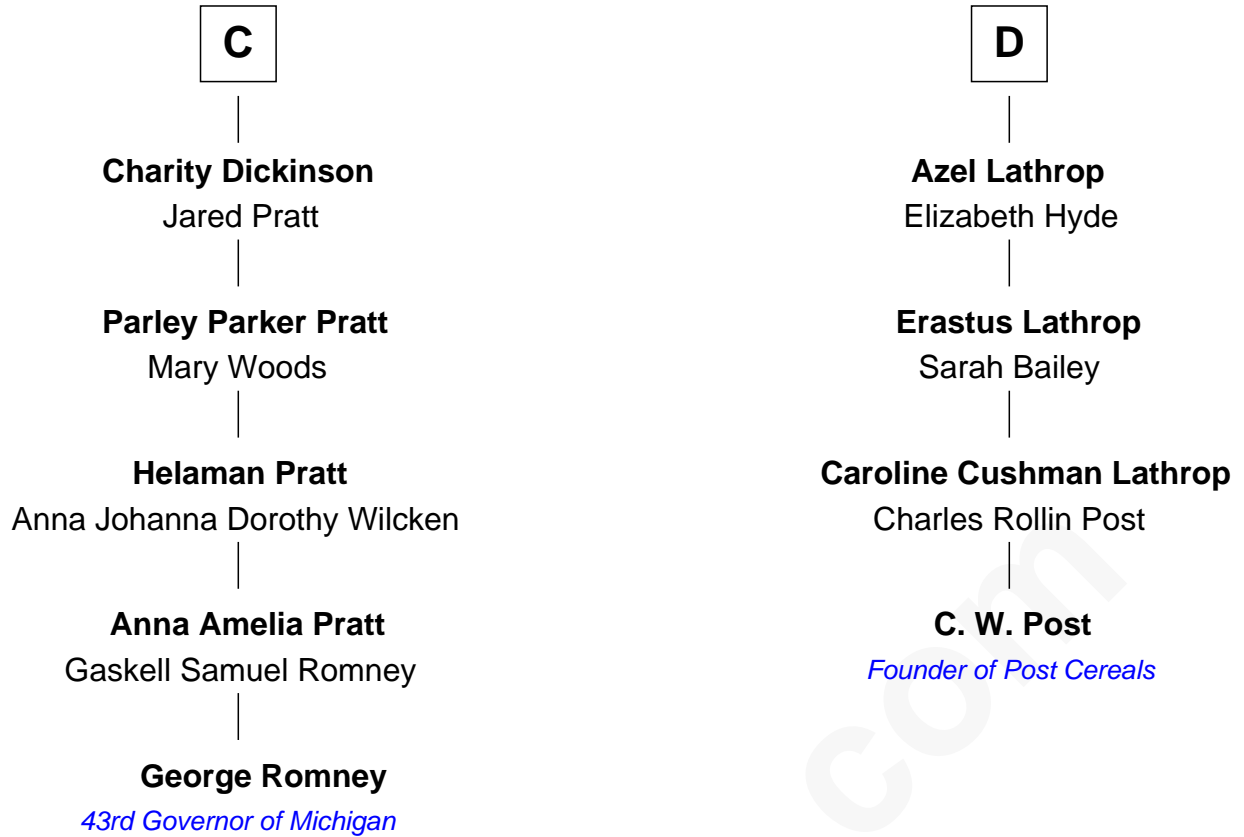 C
Charity Dickinson
Jared Pratt
Parley Parker Pratt
Mary Woods
Helaman Pratt
Anna Johanna Dorothy Wilcken
Anna Amelia Pratt
Gaskell Samuel Romney
George Romney
43rd Governor of Michigan
D
Azel Lathrop
Elizabeth Hyde
Erastus Lathrop
Sarah Bailey
Caroline Cushman Lathrop
Charles Rollin Post
C. W. Post
Founder of Post Cereals
com